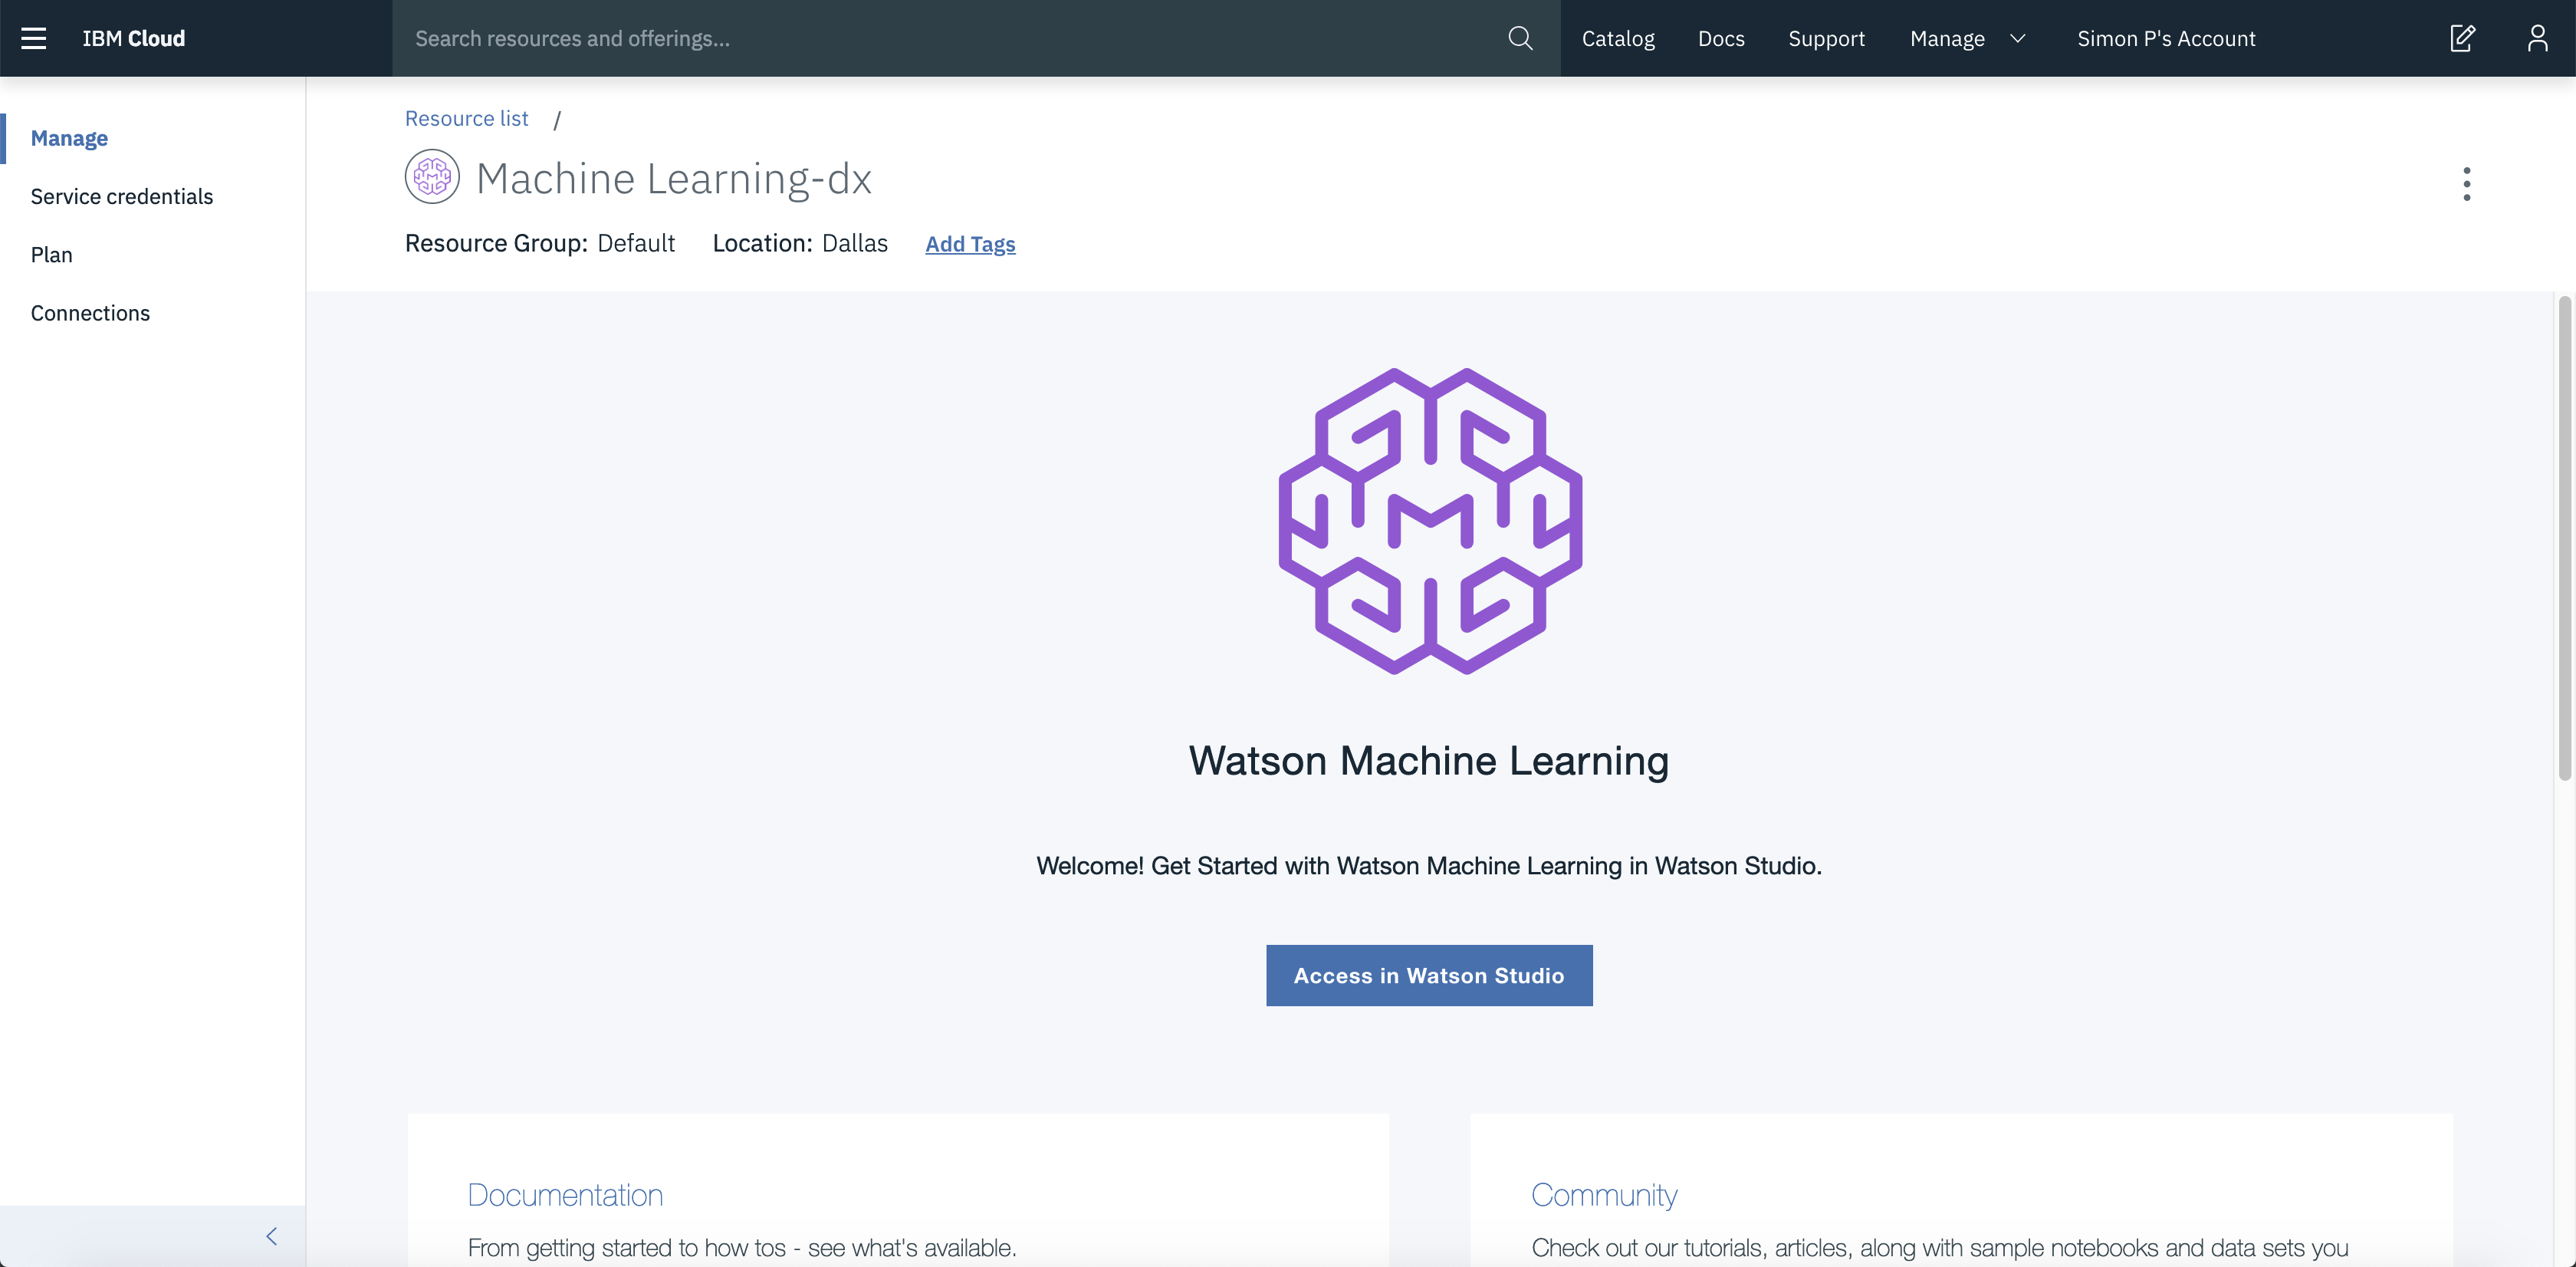 IBM Cloud
Search resources and offerings...
Catalog
Docs
Support
Manage
Simon P's Account
Manage
Service credentials
Plan
Connections
Resource list /
Machine Learning-dx
Resource Group: Default Location: Dallas Add Tags
Watson Machine Learning
Welcome! Get Started with Watson Machine Learning in Watson Studio.
Access in Watson Studio
Documentation
From getting started to how tos - see what's available.
Community
Check out our tutorials, articles, along with sample notebooks and data sets you